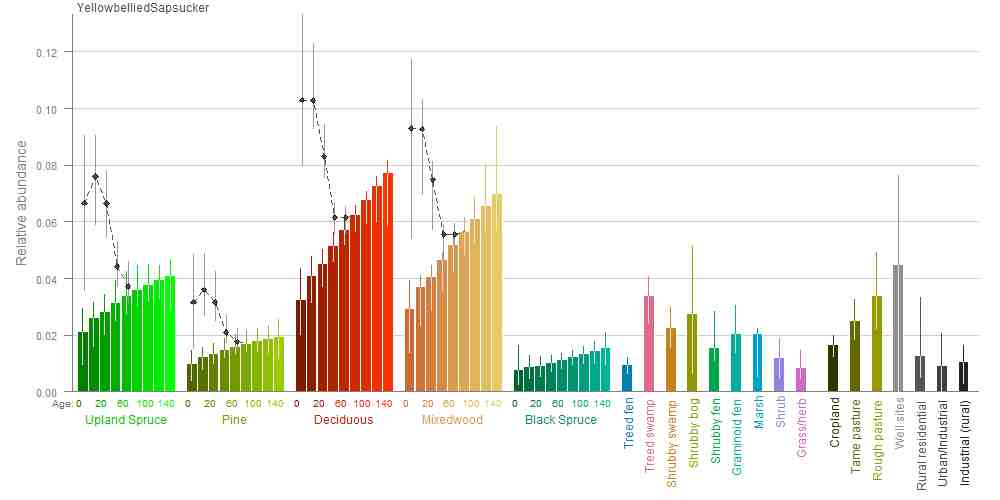 YellowbelliedSapsucker
Relative abundance
0.12
0.10
0.08
0.06
0.04
0.02
0.00
Age: 0 20 60 100 140 0 20 60 100 140 0 20 60 100 140 0 20 60 100 140 0 20 60 100 140
Upland Spruce Pine Deciduous Mixedwood Black Spruce
Treed fen
Treed swamp
Shrubby swamp
Shrubby bog
Shrubby fen
Graminoid fen
Marsh
Shrub
Grass/herb
Cropland
Tame pasture
Rough pasture
Well sites
Rural residential
Urban/Industrial
Industrial (rural)